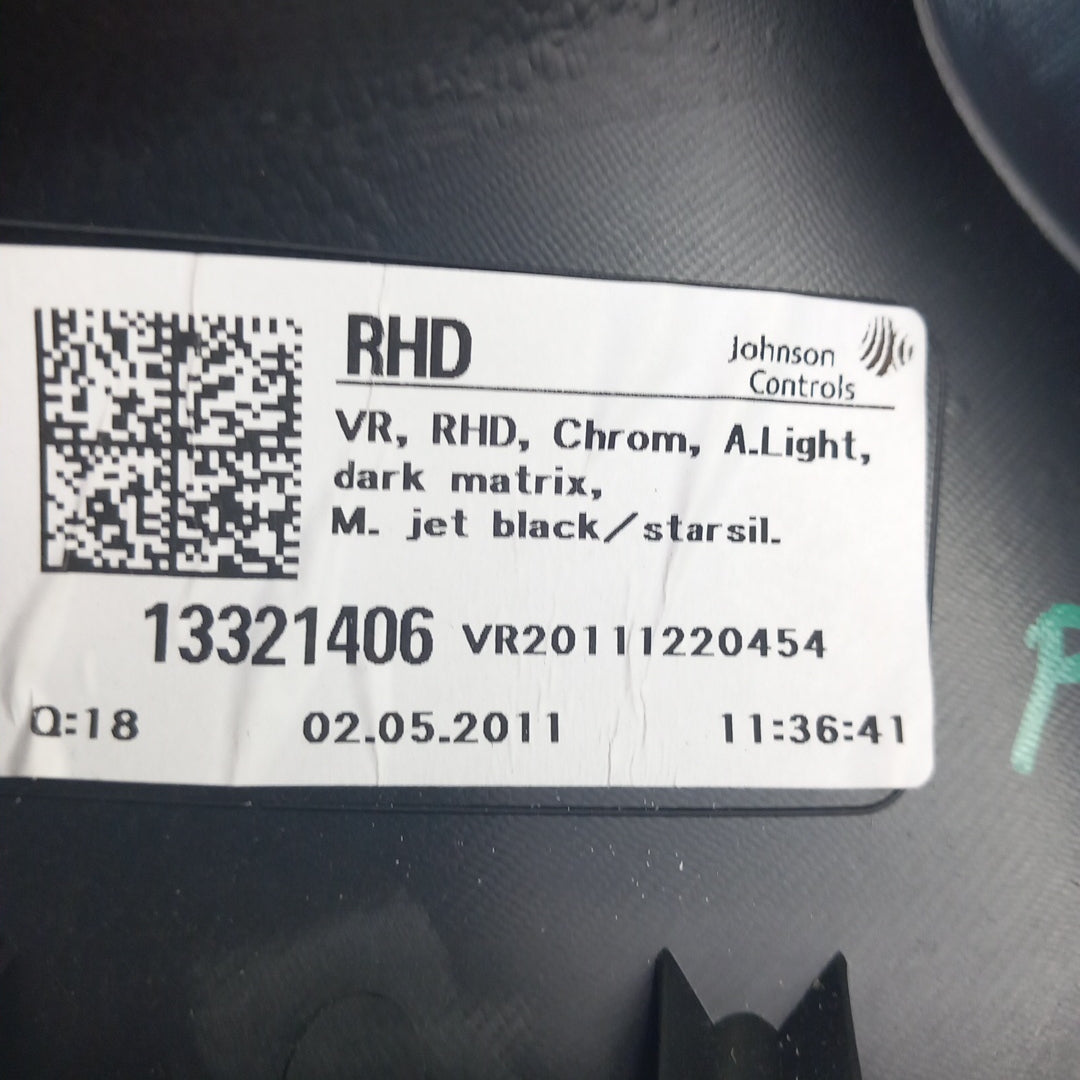 RHD
Johnson
Controls
VR, RHD, Chrom, A.Light,
dark matrix,
M. jet black/starsil.
13321406 VR20111220454
Q:18 02.05.2011 11:36:41
P